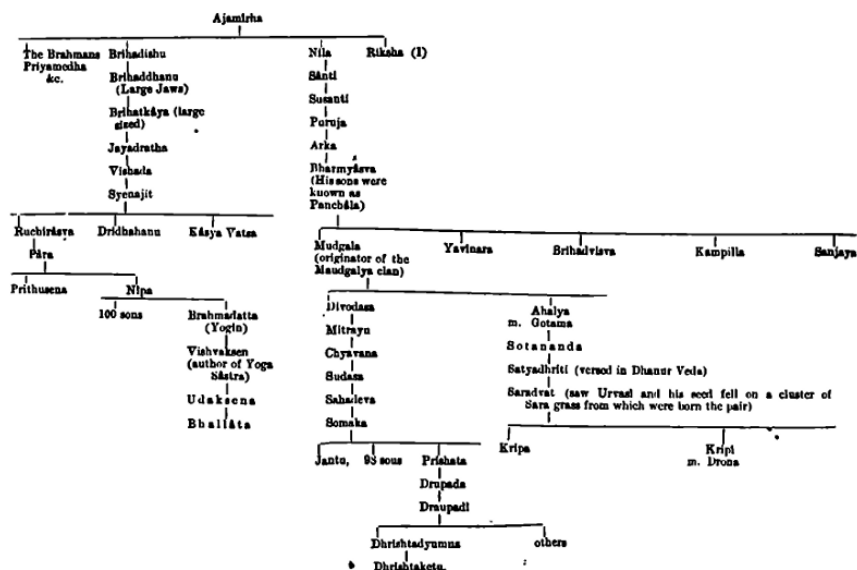 Ajamirha
The Brahmans Brihadishu Nila Riksha (1)
Priyamedha Brihaddhanu Sânti
&c. (Large Jaws) Susanti
Brihatkâya (large Puruja
sized) Arka
Jayadratha Bharmyâsva
Vishada (His sons were
Syenajit kuown as
Panchâla)
Ruchirâsva Dridhahanu Kâsya Vatsa
Mudgala Yavinara Brihadvisva Kampilla Sanjaya
(originator of the
Maudgalya clan)
Pâra
Prithusena Nipa
100 sons Brahmadatta
(Yogin)
Vishvaksen
(author of Yoga
Sâstra)
Udaksena
Bhallâta
Divodasa Ahalya
Mitrayu m. Gotama
Chyavana Sotananda
Sudasa Satyadhriti (versed in Dhanur Veda)
Sahadeva Saradvat (saw Urvasi and his seed fell on a cluster of
Somaka Sara grass from which were born the pair)
Jantu, 98 sons Prishata Kripa Kripi
m. Drona
Drupada
Draupadi
Dhrishtadyumna others
Dhrishtaketu.